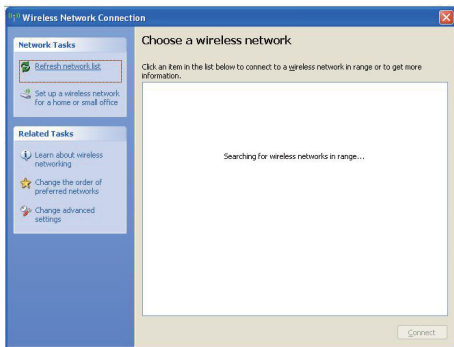 Wireless Network Connection
Network Tasks
Refresh network list
Set up a wireless network
for a home or small office
Related Tasks
Learn about wireless
networking
Change the order of
preferred networks
Change advanced
settings
Choose a wireless network
Click an item in the list below to connect to a wireless network in range or to get more
information.
Searching for wireless networks in range...
Connect